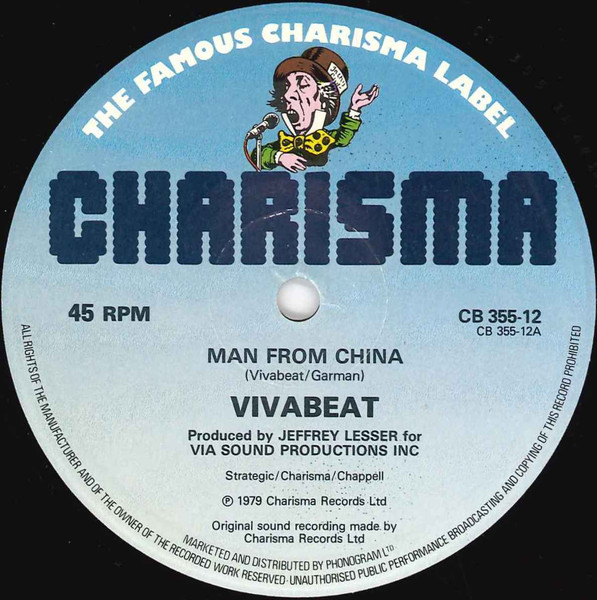 THE FAMOUS CHARISMA LABEL
CHARISMA
45 RPM
CB 355-12
CB 355-12A
MAN FROM CHINA
(Vivabeat/Garman)
VIVABEAT
Produced by JEFFREY LESSER for
VIA SOUND PRODUCTIONS INC
Strategic/Charisma/Chappell
℗ 1979 Charisma Records Ltd
Original sound recording made by
Charisma Records Ltd
MARKETED AND DISTRIBUTED BY PHONOGRAM LTD
ALL RIGHTS OF THE MANUFACTURER AND OF THE OWNER OF THE RECORDED WORK RESERVED·UNAUTHORISED PUBLIC PERFORMANCE BROADCASTING AND COPYING OF THIS RECORD PROHIBITED